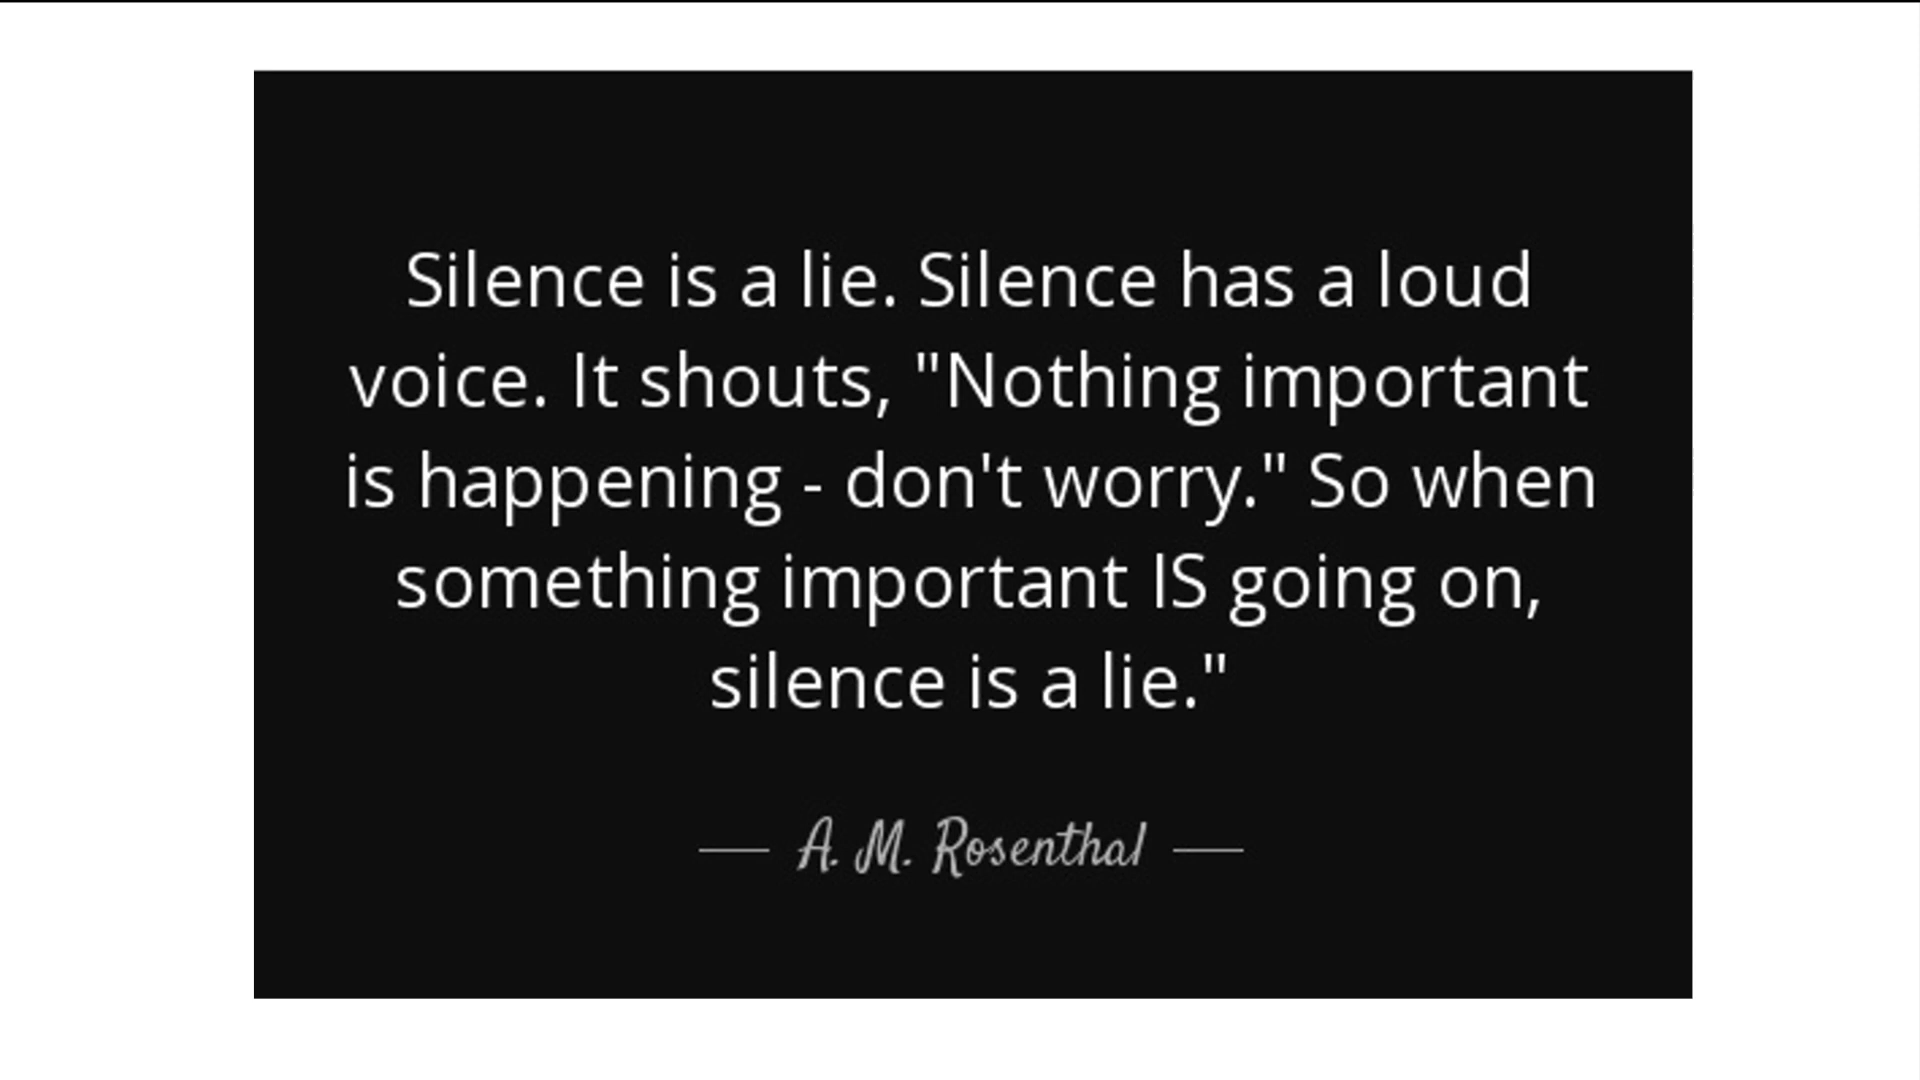 Silence is a lie. Silence has a loud
voice. It shouts, "Nothing important
is happening - don't worry." So when
something important IS going on,
silence is a lie."
A. M. Rosenthal